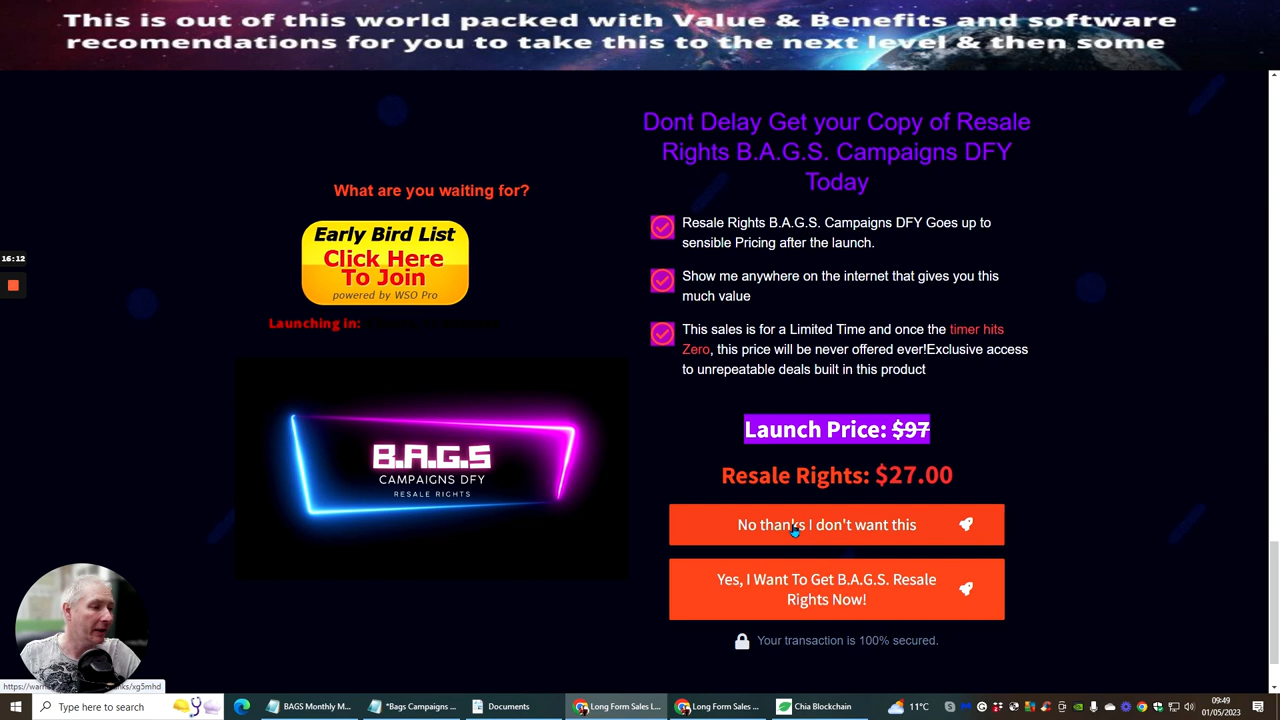 This is out of this world packed with Value & Benefits and software
recomendations for you to take this to the next level & then some
What are you waiting for?
Early Bird List
Click Here
To Join
powered by WSO Pro
Launching in:
B.A.G.S
CAMPAIGNS DFY
RESALE RIGHTS
Dont Delay Get your Copy of Resale
Rights B.A.G.S. Campaigns DFY
Today
Resale Rights B.A.G.S. Campaigns DFY Goes up to
sensible Pricing after the launch.
Show me anywhere on the internet that gives you this
much value
This sales is for a Limited Time and once the timer hits
Zero, this price will be never offered ever!Exclusive access
to unrepeatable deals built in this product
Launch Price: $97
Resale Rights: $27.00
No thanks I don't want this
Yes, I Want To Get B.A.G.S. Resale
Rights Now!
Your transaction is 100% secured.
16:12
https://warri
nks/xg5mhd
Type here to search
BAGS Monthly M...
*Bags Campaigns ...
Documents
Long Form Sales L...
Long Form Sales ...
Chia Blockchain
11°C
09:49
01/05/2023